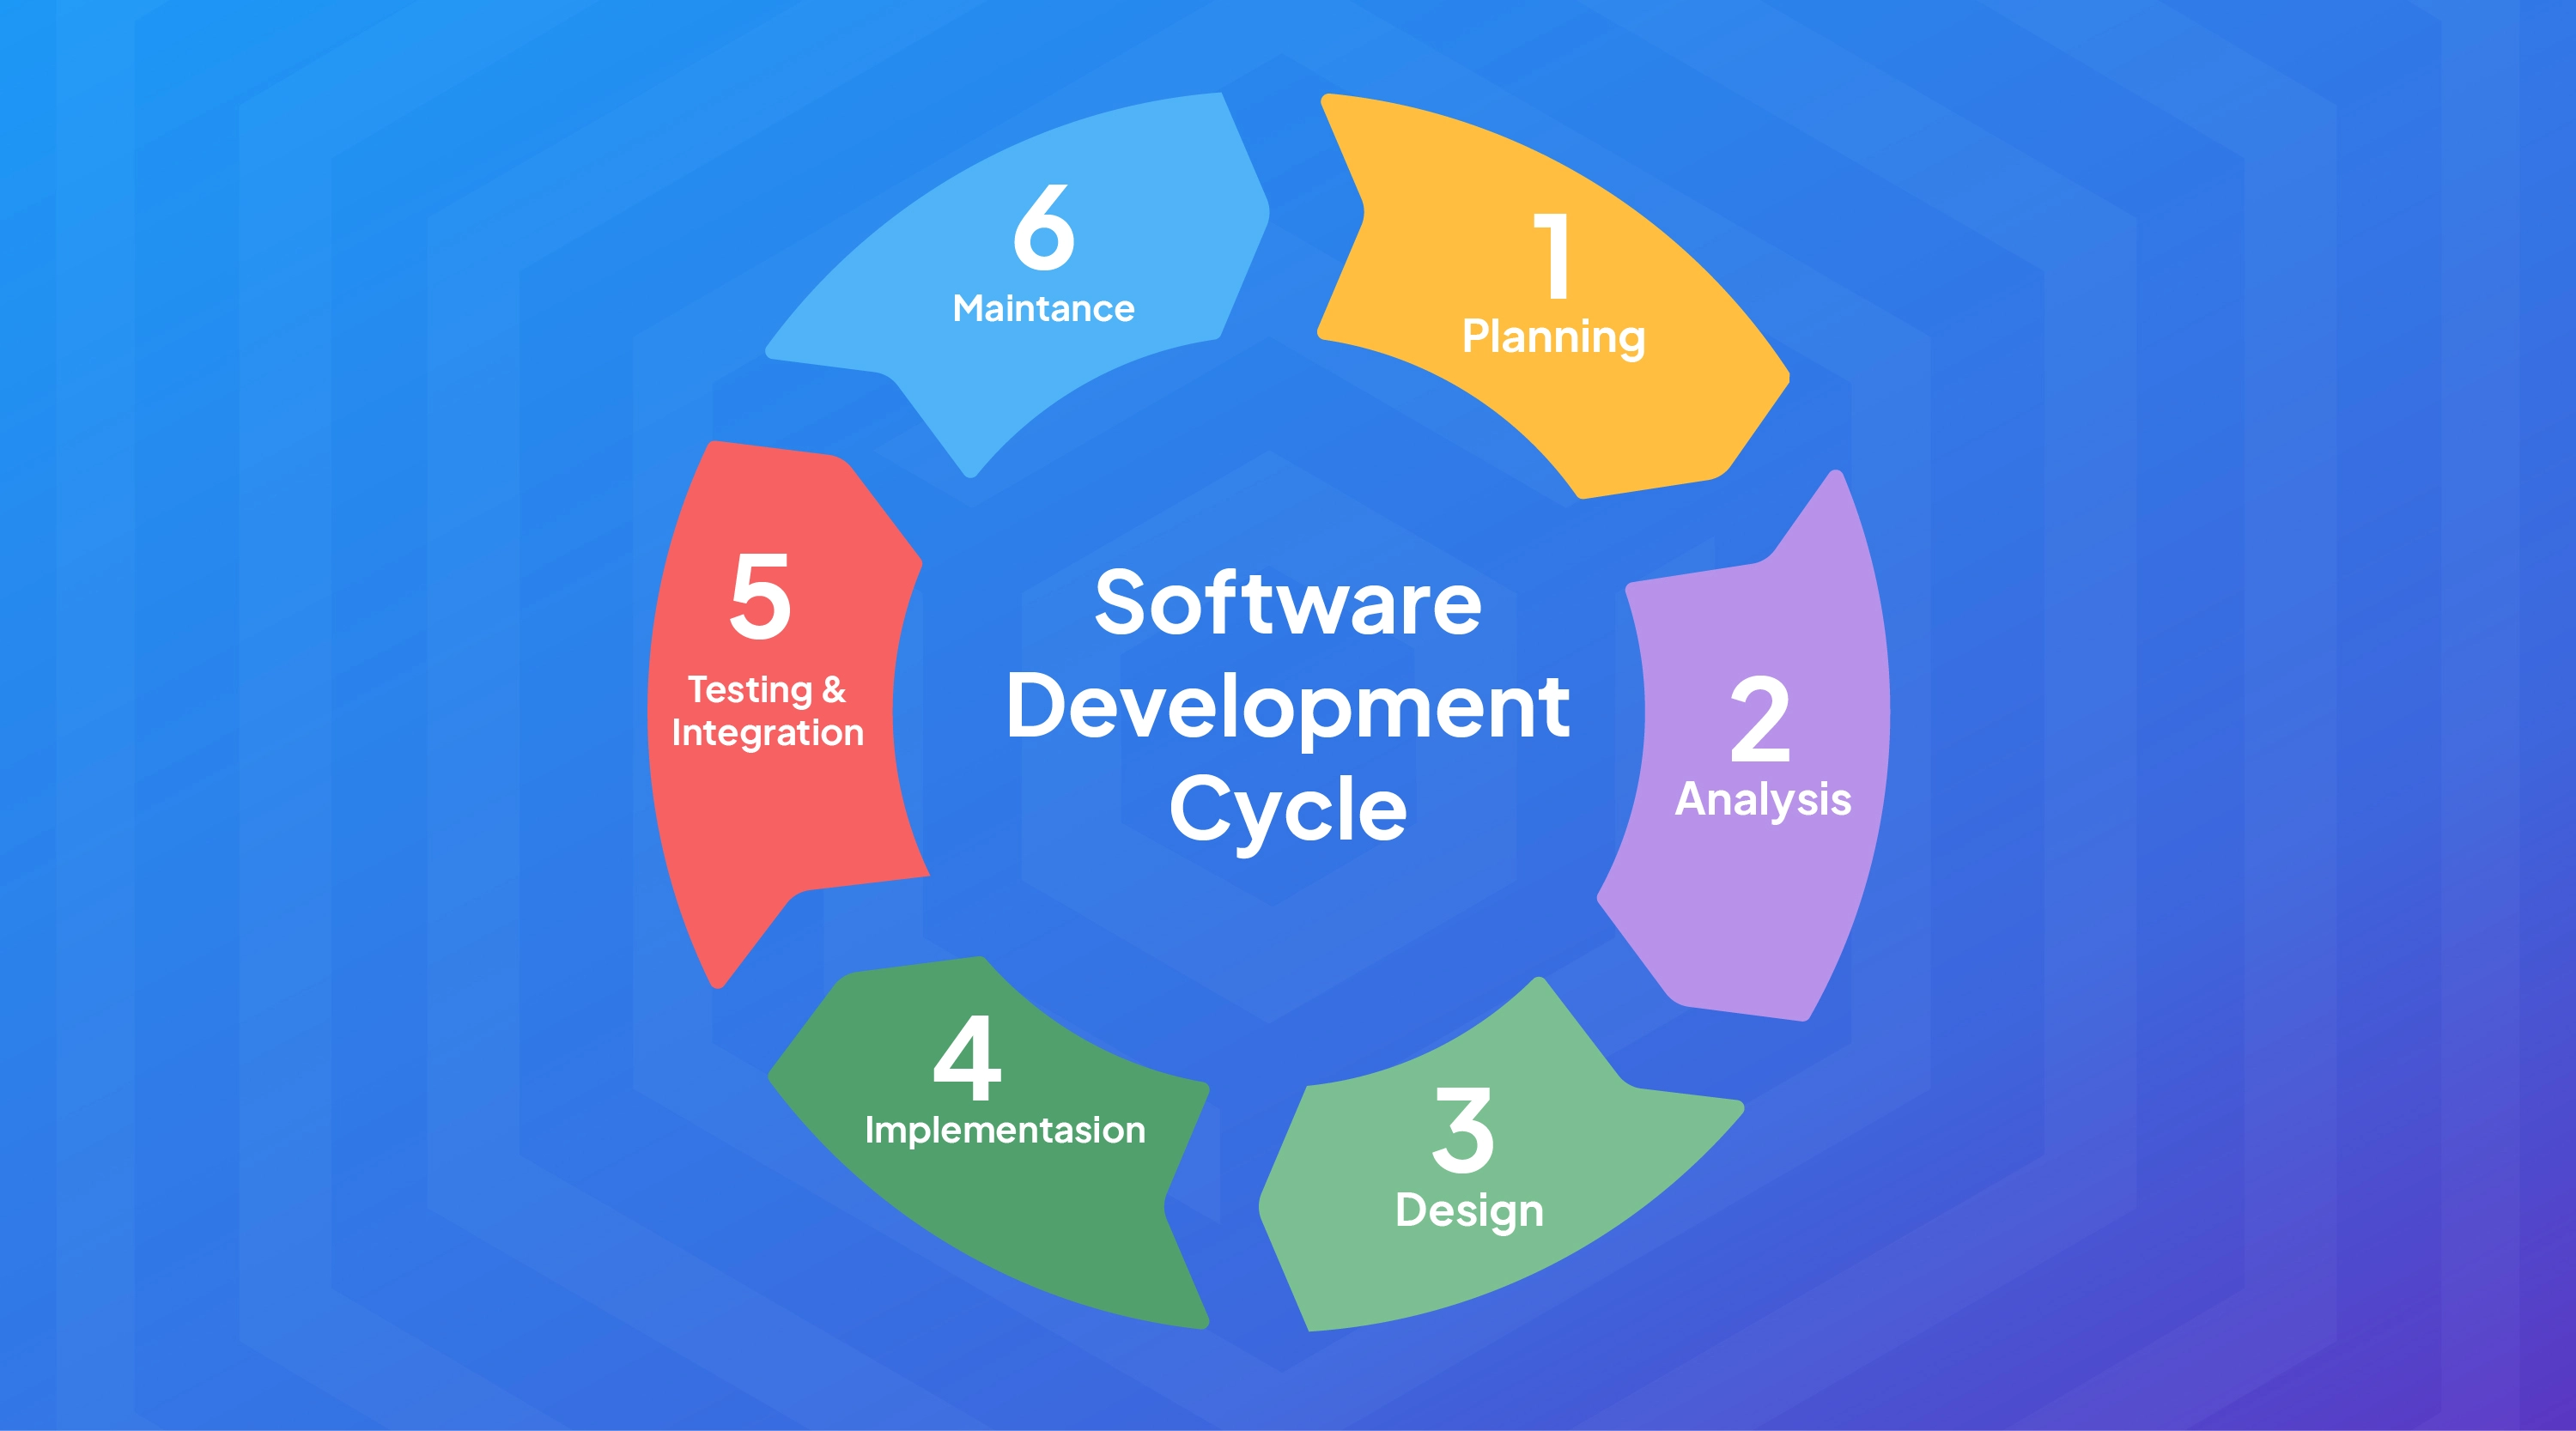 Software
Development
Cycle
1
Planning
2
Analysis
3
Design
4
Implementasion
5
Testing &
Integration
6
Maintance